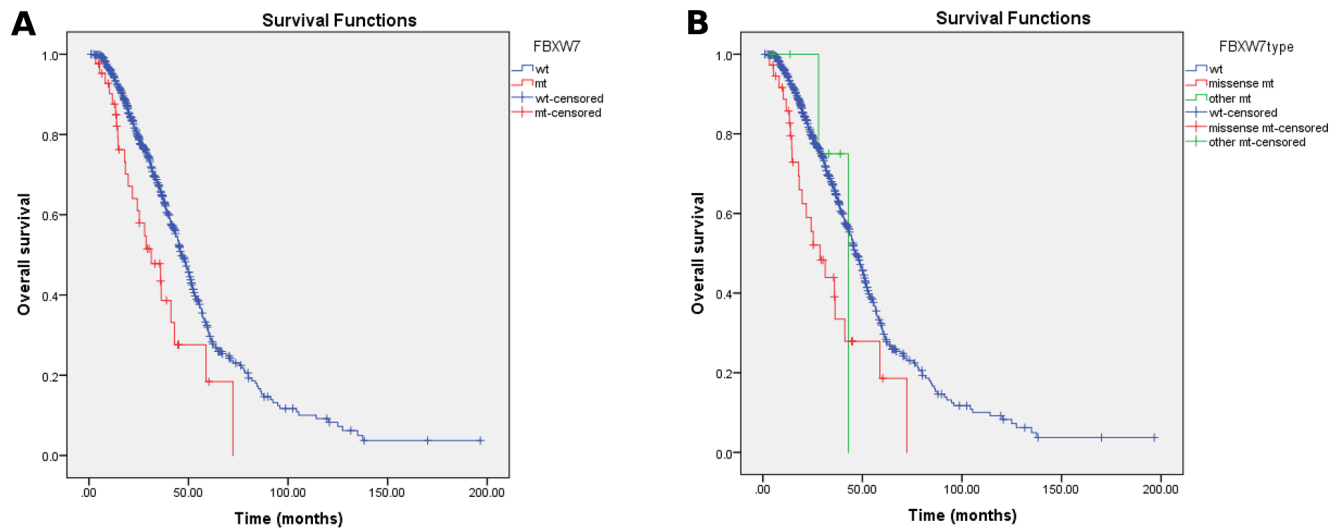 A
Survival Functions
Overall survival
1.0
0.8
0.6
0.4
0.2
0.0
.00 50.00 100.00 150.00 200.00
Time (months)
FBXW7
wt
mt
wt-censored
mt-censored
B
Survival Functions
Overall survival
1.0
0.8
0.6
0.4
0.2
0.0
.00 50.00 100.00 150.00 200.00
Time (months)
FBXW7type
wt
missense mt
other mt
wt-censored
missense mt-censored
other mt-censored